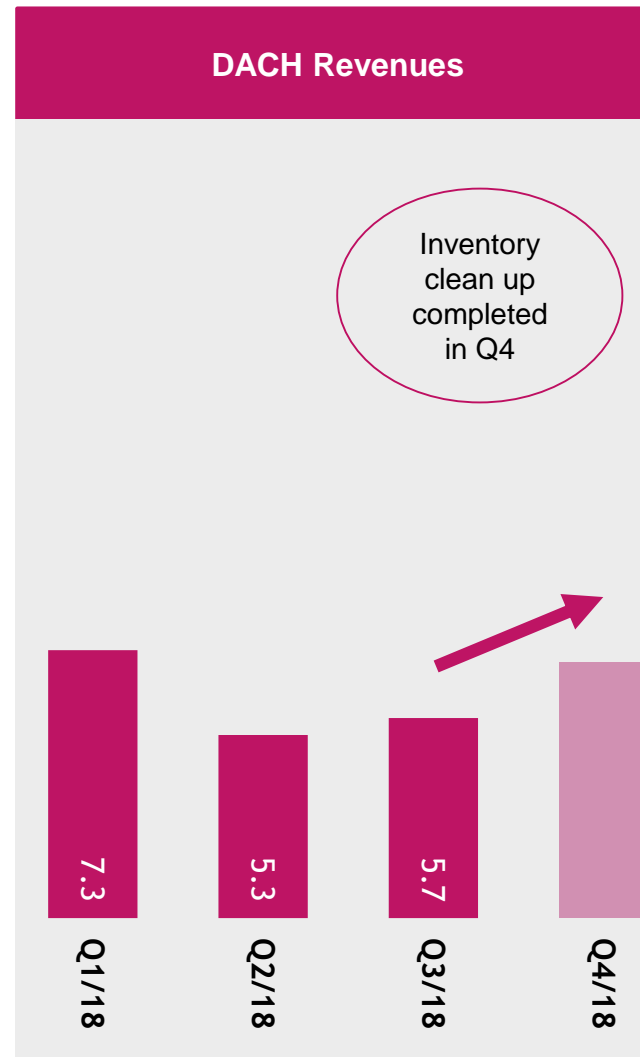 DACH Revenues
Inventory
clean up
completed
in Q4
7.3
5.3
5.7
Q1/18
Q2/18
Q3/18
Q4/18